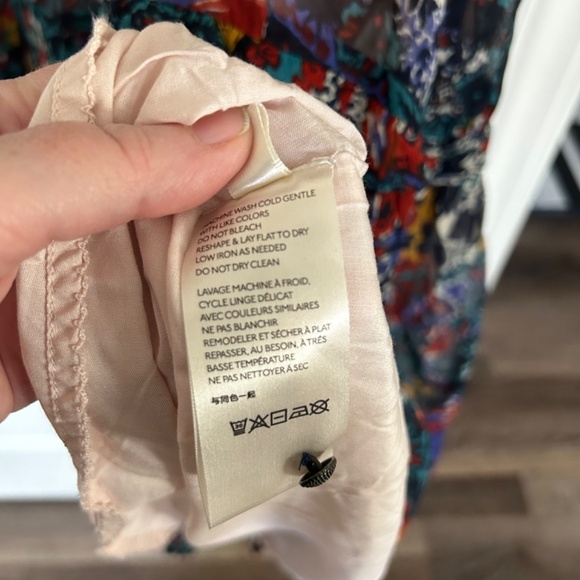 MACHINE WASH COLD GENTLE
WITH LIKE COLORS
DO NOT BLEACH
RESHAPE & LAY FLAT TO DRY
LOW IRON AS NEEDED
DO NOT DRY CLEAN
LAVAGE MACHINE À FROID,
CYCLE LINGE DÉLICAT
AVEC COULEURS SIMILAIRES
NE PAS BLANCHIR
REMODELER ET SÉCHER À PLAT
REPASSER, AU BESOIN, À TRÈS
BASSE TEMPÉRATURE
NE PAS NETTOYER À SEC
与同色一起